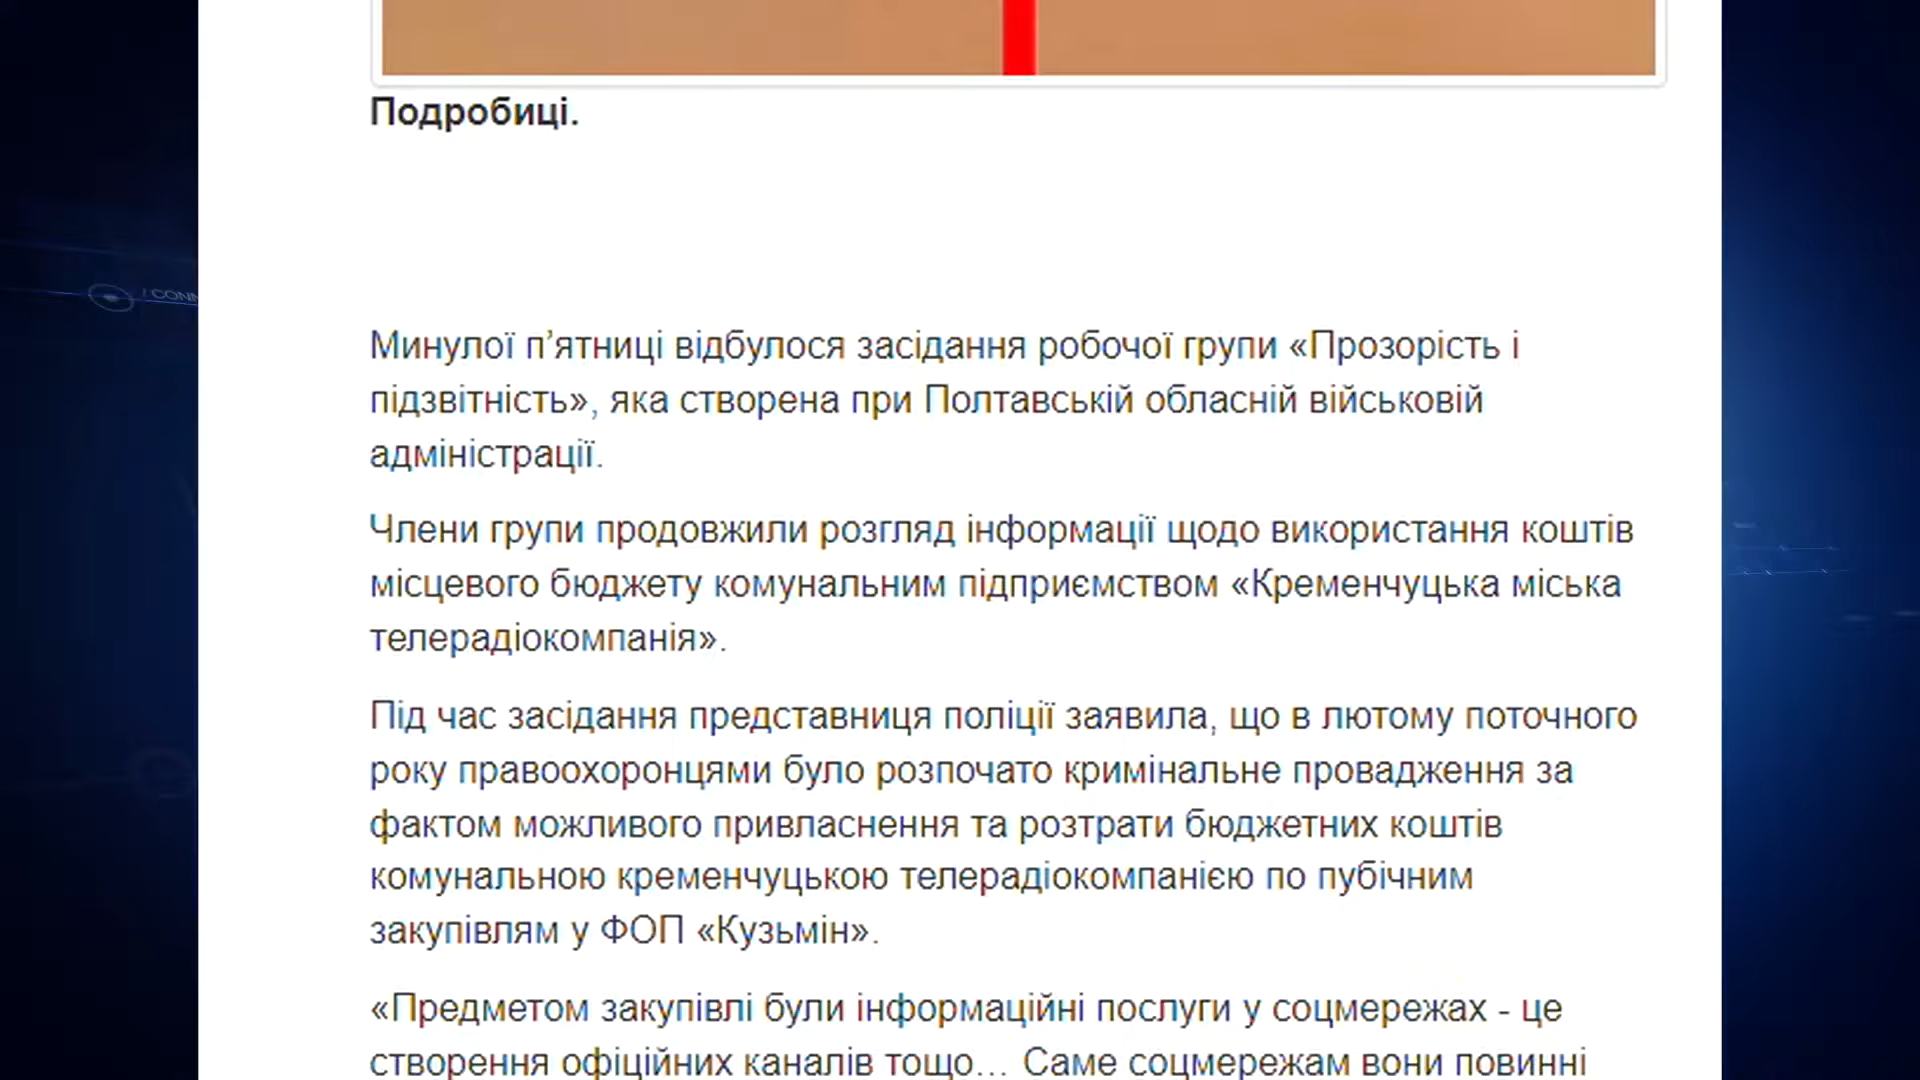 Подробиці.
/ CONN
Минулої п’ятниці відбулося засідання робочої групи «Прозорість і
підзвітність», яка створена при Полтавській обласній військовій
адміністрації.
Члени групи продовжили розгляд інформації щодо використання коштів
місцевого бюджету комунальним підприємством «Кременчуцька міська
телерадіокомпанія».
Під час засідання представниця поліції заявила, що в лютому поточного
року правоохоронцями було розпочато кримінальне провадження за
фактом можливого привласнення та розтрати бюджетних коштів
комунальною кременчуцькою телерадіокомпанією по пубічним
закупівлям у ФОП «Кузьмін».
«Предметом закупівлі були інформаційні послуги у соцмережах - це
створення офіційних каналів тощо... Саме соцмережам вони повинні